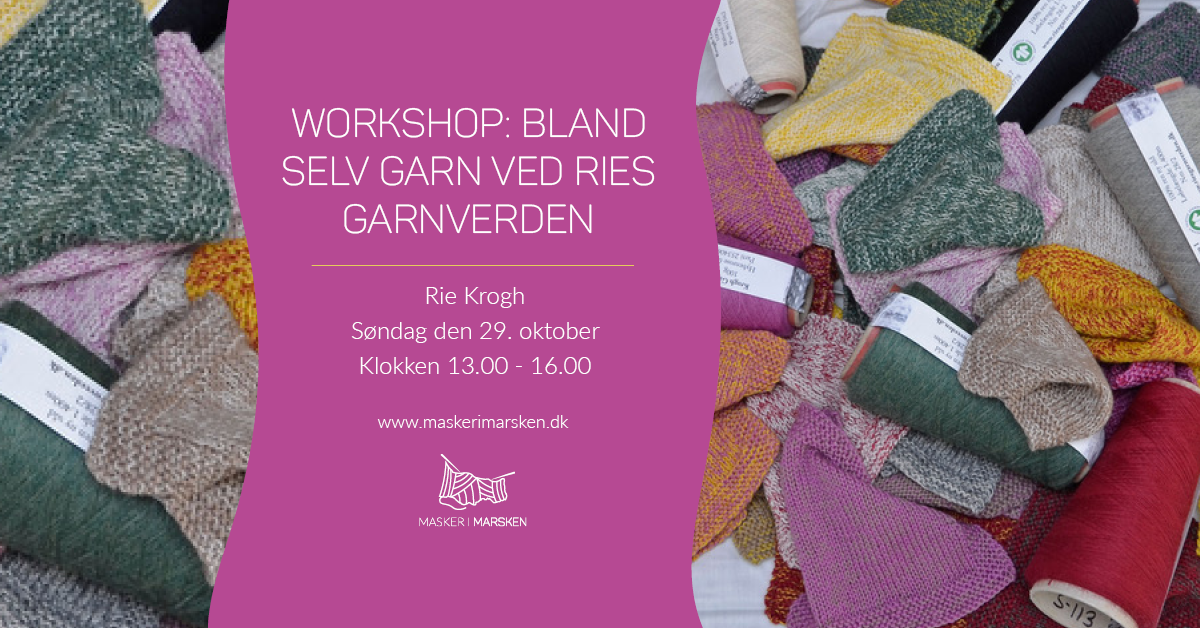 WORKSHOP: BLAND
SELV GARN VED RIES
GARNVERDEN
Rie Krogh
Søndag den 29. oktober
Klokken 13.00 - 16.00
www.maskerimarsken.dk
MASKER I MARSKEN
S-113